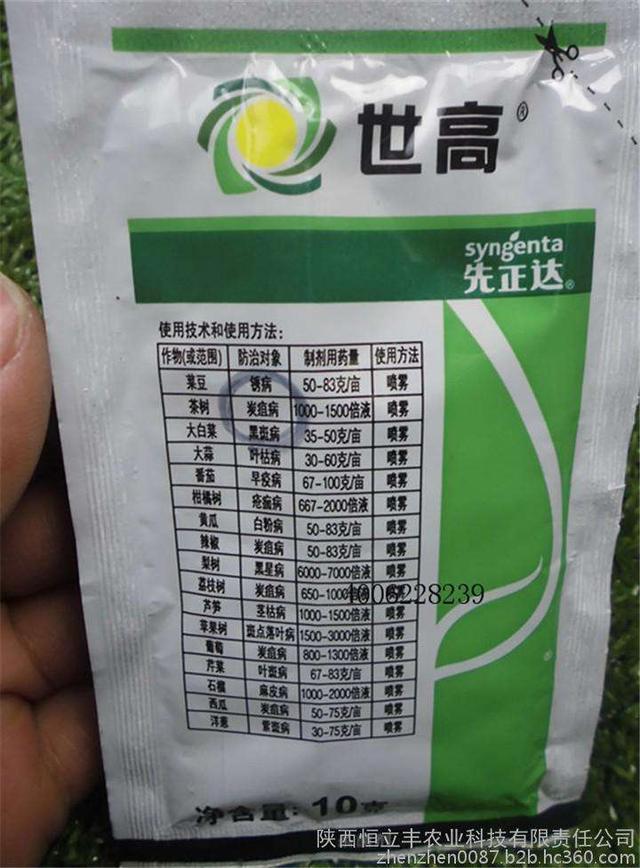 世高®
syngenta
先正达®
使用技术和使用方法：
作物(或范围) 防治对象 制剂用药量 使用方法
菜豆 锈病 50-83克/亩 喷雾
茶树 炭疽病 1000-1500倍液 喷雾
大白菜 黑斑病 35-50克/亩 喷雾
大蒜 叶枯病 30-60克/亩 喷雾
番茄 早疫病 67-100克/亩 喷雾
柑橘树 疮痂病 667-2000倍液 喷雾
黄瓜 白粉病 50-83克/亩 喷雾
辣椒 炭疽病 50-83克/亩 喷雾
梨树 黑星病 6000-7000倍液 喷雾
荔枝树 炭疽病 650-1000 喷雾
4006228239
芦笋 茎枯病 1000-1500倍液 喷雾
苹果树 斑点落叶病 1500-3000倍液 喷雾
葡萄 炭疽病 800-1300倍液 喷雾
芹菜 叶斑病 67-83克/亩 喷雾
石榴 麻皮病 1000-2000倍液 喷雾
西瓜 炭疽病 50-75克/亩 喷雾
洋葱 紫斑病 30-75克/亩 喷雾
净含量：10克
陕西恒立丰农业科技有限责任公司
zhenzhen0087.b2b.hc360.com